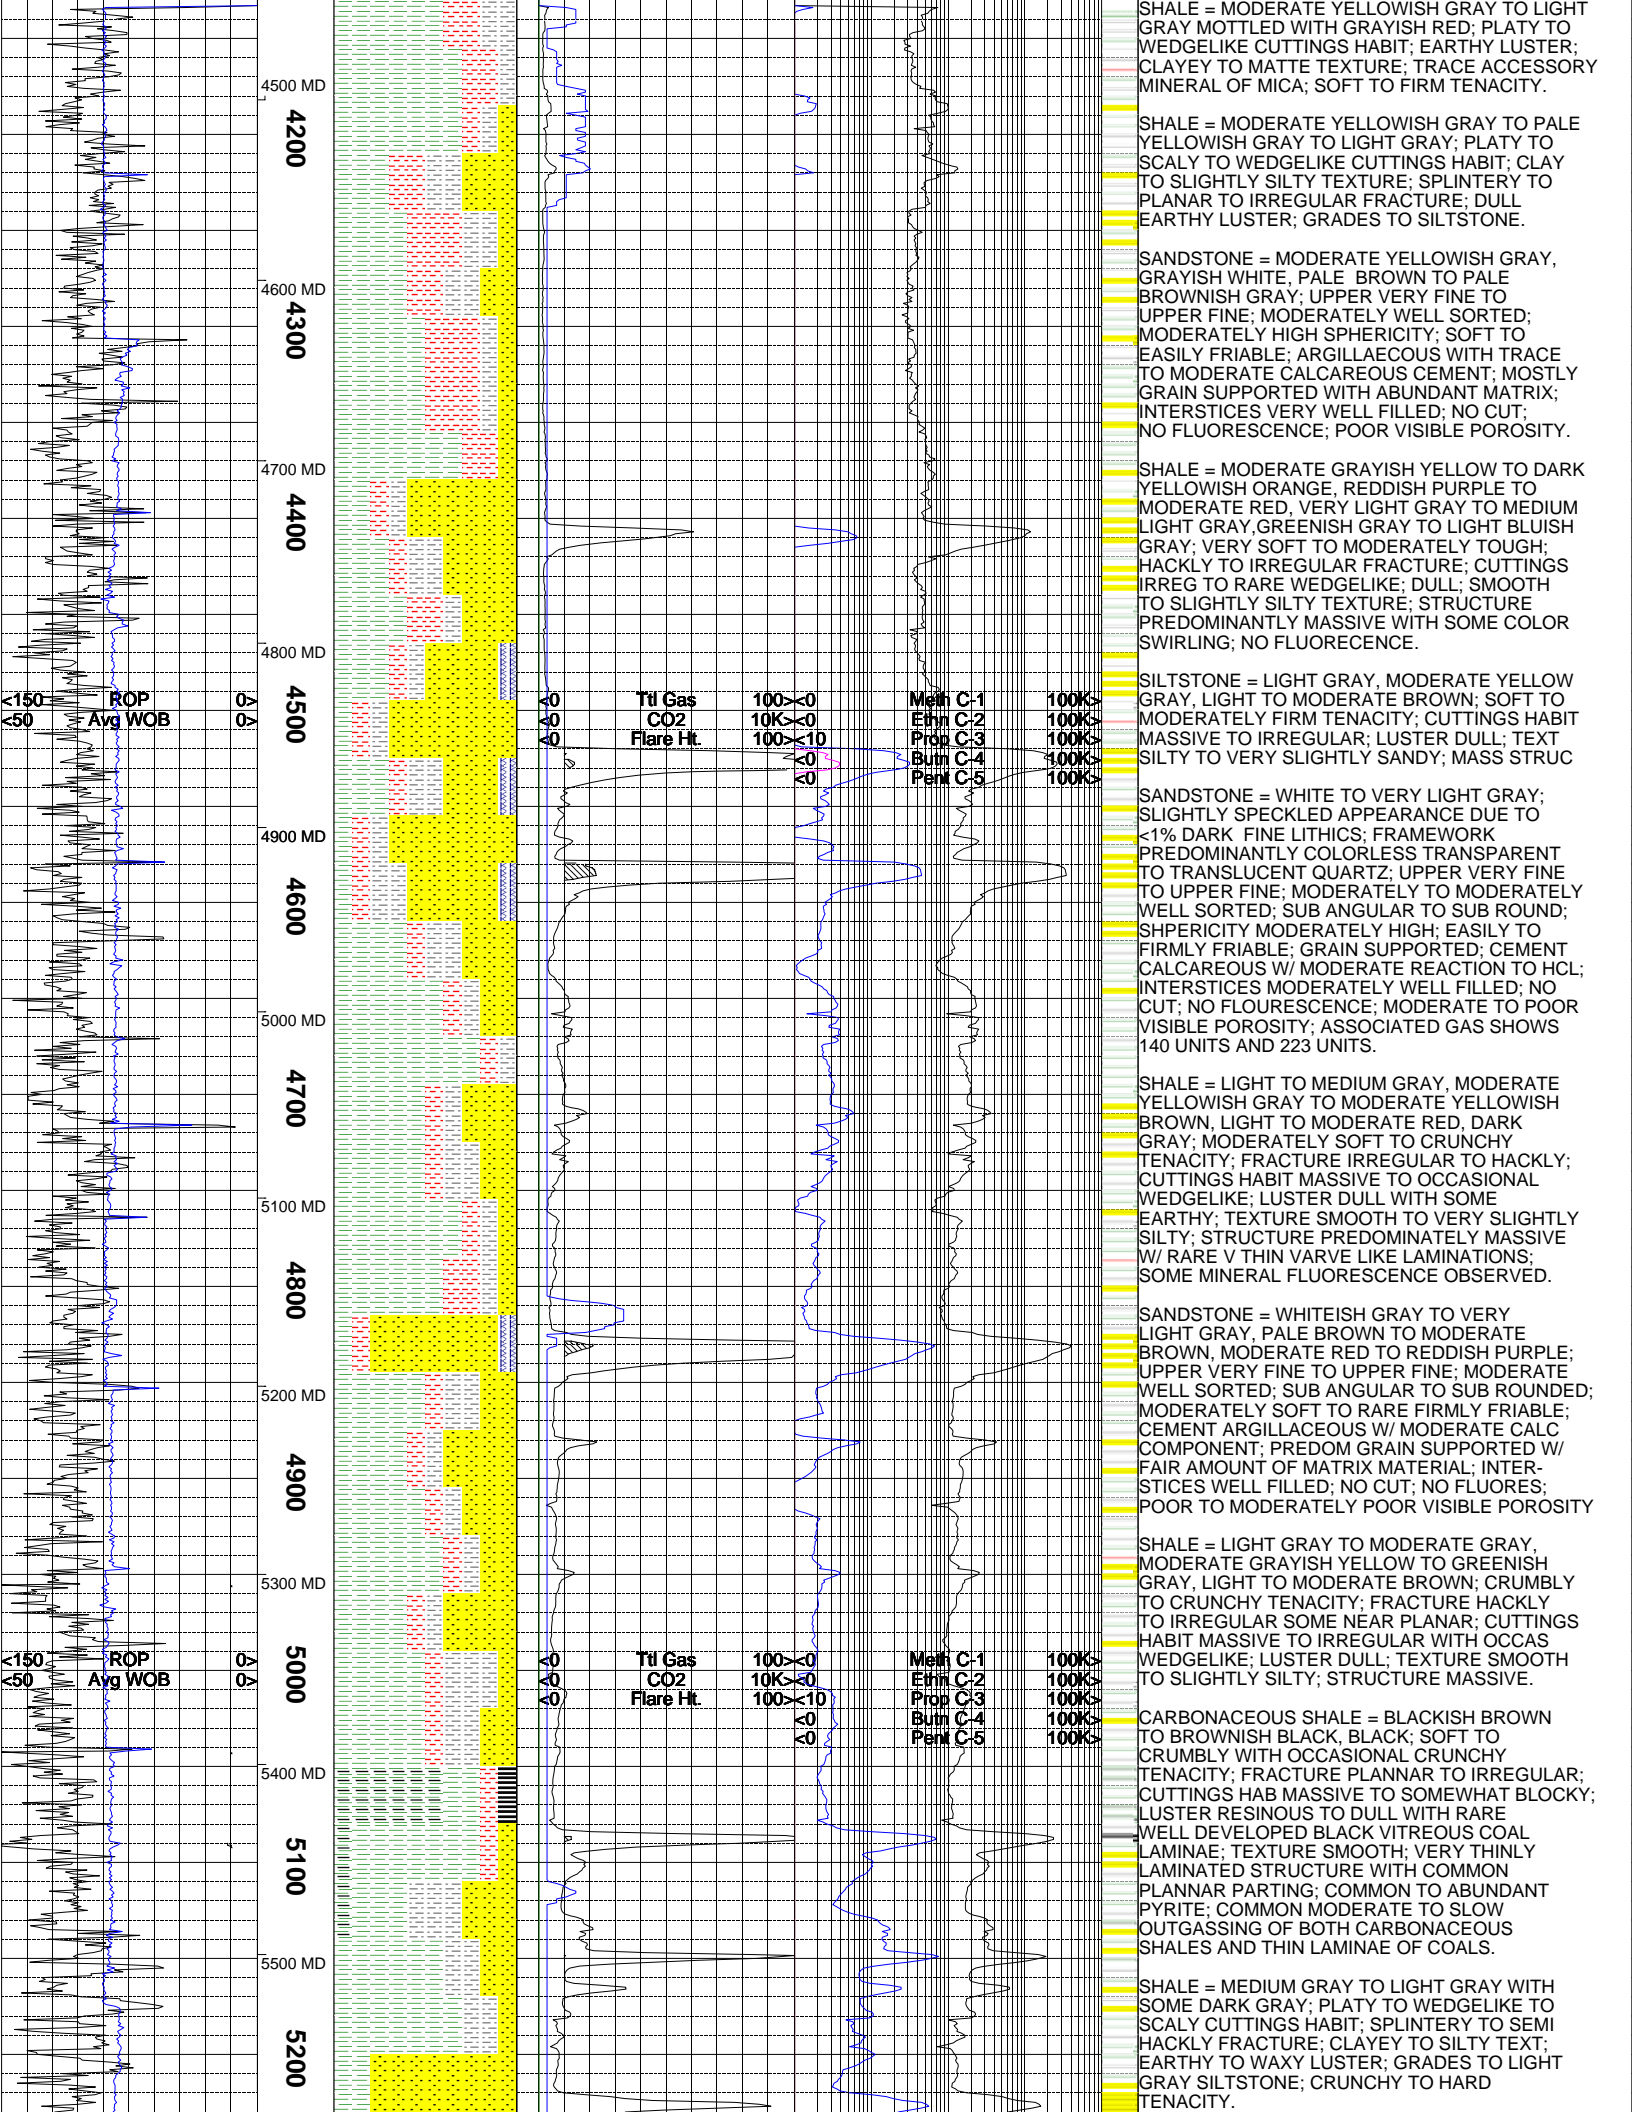 SHALE = MODERATE YELLOWISH GRAY TO LIGHT
GRAY MOTTLED WITH GRAYISH RED; PLATY TO
WEDGELIKE CUTTINGS HABIT; EARTHY LUSTER;
CLAYEY TO MATTE TEXTURE; TRACE ACCESSORY
MINERAL OF MICA; SOFT TO FIRM TENACITY.
SHALE = MODERATE YELLOWISH GRAY TO PALE
YELLOWISH GRAY TO LIGHT GRAY; PLATY TO
SCALY TO WEDGELIKE CUTTINGS HABIT; CLAY
TO SLIGHTLY SILTY TEXTURE; SPLINTERY TO
PLANAR TO IRREGULAR FRACTURE; DULL
EARTHY LUSTER; GRADES TO SILTSTONE.
SANDSTONE = MODERATE YELLOWISH GRAY,
GRAYISH WHITE, PALE  BROWN TO PALE
BROWNISH GRAY; UPPER VERY FINE TO
UPPER FINE; MODERATELY WELL SORTED;
MODERATELY HIGH SPHERICITY; SOFT TO
EASILY FRIABLE; ARGILLAECOUS WITH TRACE
TO MODERATE CALCAREOUS CEMENT; MOSTLY
GRAIN SUPPORTED WITH ABUNDANT MATRIX;
INTERSTICES VERY WELL FILLED; NO CUT;
NO FLUORESCENCE; POOR VISIBLE POROSITY.
SHALE = MODERATE GRAYISH YELLOW TO DARK
YELLOWISH ORANGE, REDDISH PURPLE TO
MODERATE RED, VERY LIGHT GRAY TO MEDIUM
LIGHT GRAY,GREENISH GRAY TO LIGHT BLUISH
GRAY; VERY SOFT TO MODERATELY TOUGH;
HACKLY TO IRREGULAR FRACTURE; CUTTINGS
IRREG TO RARE WEDGELIKE; DULL; SMOOTH
TO SLIGHTLY SILTY TEXTURE; STRUCTURE
PREDOMINANTLY MASSIVE WITH SOME COLOR
SWIRLING; NO FLUORECENCE.
SILTSTONE = LIGHT GRAY, MODERATE YELLOW
GRAY, LIGHT TO MODERATE BROWN; SOFT TO
MODERATELY FIRM TENACITY; CUTTINGS HABIT
MASSIVE TO IRREGULAR; LUSTER DULL; TEXT
SILTY TO VERY SLIGHTLY SANDY; MASS STRUC
SANDSTONE = WHITE TO VERY LIGHT GRAY;
SLIGHTLY SPECKLED APPEARANCE DUE TO
<1% DARK  FINE LITHICS; FRAMEWORK
PREDOMINANTLY COLORLESS TRANSPARENT
TO TRANSLUCENT QUARTZ; UPPER VERY FINE
TO UPPER FINE; MODERATELY TO MODERATELY
WELL SORTED; SUB ANGULAR TO SUB ROUND;
SHPERICITY MODERATELY HIGH; EASILY TO
FIRMLY FRIABLE; GRAIN SUPPORTED; CEMENT
CALCAREOUS W/ MODERATE REACTION TO HCL;
INTERSTICES MODERATELY WELL FILLED; NO
CUT; NO FLOURESCENCE; MODERATE TO POOR
VISIBLE POROSITY; ASSOCIATED GAS SHOWS
140 UNITS AND 223 UNITS.
SHALE = LIGHT TO MEDIUM GRAY, MODERATE
YELLOWISH GRAY TO MODERATE YELLOWISH
BROWN, LIGHT TO MODERATE RED, DARK
GRAY; MODERATELY SOFT TO CRUNCHY
TENACITY; FRACTURE IRREGULAR TO HACKLY;
CUTTINGS HABIT MASSIVE TO OCCASIONAL
WEDGELIKE; LUSTER DULL WITH SOME
EARTHY; TEXTURE SMOOTH TO VERY SLIGHTLY
SILTY; STRUCTURE PREDOMINATELY MASSIVE
W/ RARE V THIN VARVE LIKE LAMINATIONS;
SOME MINERAL FLUORESCENCE OBSERVED.
SANDSTONE = WHITEISH GRAY TO VERY
LIGHT GRAY, PALE BROWN TO MODERATE
BROWN, MODERATE RED TO REDDISH PURPLE;
UPPER VERY FINE TO UPPER FINE; MODERATE
WELL SORTED; SUB ANGULAR TO SUB ROUNDED;
MODERATELY SOFT TO RARE FIRMLY FRIABLE;
CEMENT ARGILLACEOUS W/ MODERATE CALC
COMPONENT; PREDOM GRAIN SUPPORTED W/
FAIR AMOUNT OF MATRIX MATERIAL; INTER-
STICES WELL FILLED; NO CUT; NO FLUORES;
POOR TO MODERATELY POOR VISIBLE POROSITY
SHALE = LIGHT GRAY TO MODERATE GRAY,
MODERATE GRAYISH YELLOW TO GREENISH
GRAY, LIGHT TO MODERATE BROWN; CRUMBLY
TO CRUNCHY TENACITY; FRACTURE HACKLY
TO IRREGULAR SOME NEAR PLANAR; CUTTINGS
HABIT MASSIVE TO IRREGULAR WITH OCCAS
WEDGELIKE; LUSTER DULL; TEXTURE SMOOTH
TO SLIGHTLY SILTY; STRUCTURE MASSIVE.
CARBONACEOUS SHALE = BLACKISH BROWN
TO BROWNISH BLACK, BLACK; SOFT TO
CRUMBLY WITH OCCASIONAL CRUNCHY
TENACITY; FRACTURE PLANNAR TO IRREGULAR;
CUTTINGS HAB MASSIVE TO SOMEWHAT BLOCKY;
LUSTER RESINOUS TO DULL WITH RARE
WELL DEVELOPED BLACK VITREOUS COAL
LAMINAE; TEXTURE SMOOTH; VERY THINLY
LAMINATED STRUCTURE WITH COMMON
PLANNAR PARTING; COMMON TO ABUNDANT
PYRITE; COMMON MODERATE TO SLOW
OUTGASSING OF BOTH CARBONACEOUS
SHALES AND THIN LAMINAE OF COALS.
SHALE = MEDIUM GRAY TO LIGHT GRAY WITH
SOME DARK GRAY; PLATY TO WEDGELIKE TO
SCALY CUTTINGS HABIT; SPLINTERY TO SEMI
HACKLY FRACTURE; CLAYEY TO SILTY TEXT;
EARTHY TO WAXY LUSTER; GRADES TO LIGHT
GRAY SILTSTONE; CRUNCHY TO HARD
TENACITY.
4500 MD
4200
4600 MD
4300
4700 MD
4400
4800 MD
4500
<150 ROP 0> <0 Ttl Gas 100> <0 Meth C-1 100K>
<50 Avg WOB 0> <0 CO2 10K> <0 Ethn C-2 100K>
<0 Flare Ht. 100> <10 Prop C-3 100K>
<0 Butn C-4 100K>
<0 Pent C-5 100K>
4900 MD
4600
5000 MD
4700
5100 MD
4800
5200 MD
4900
5300 MD
5000
<150 ROP 0> <0 Ttl Gas 100> <0 Meth C-1 100K>
<50 Avg WOB 0> <0 CO2 10K> <0 Ethn C-2 100K>
<0 Flare Ht. 100> <10 Prop C-3 100K>
<0 Butn C-4 100K>
<0 Pent C-5 100K>
5400 MD
5100
5500 MD
5200